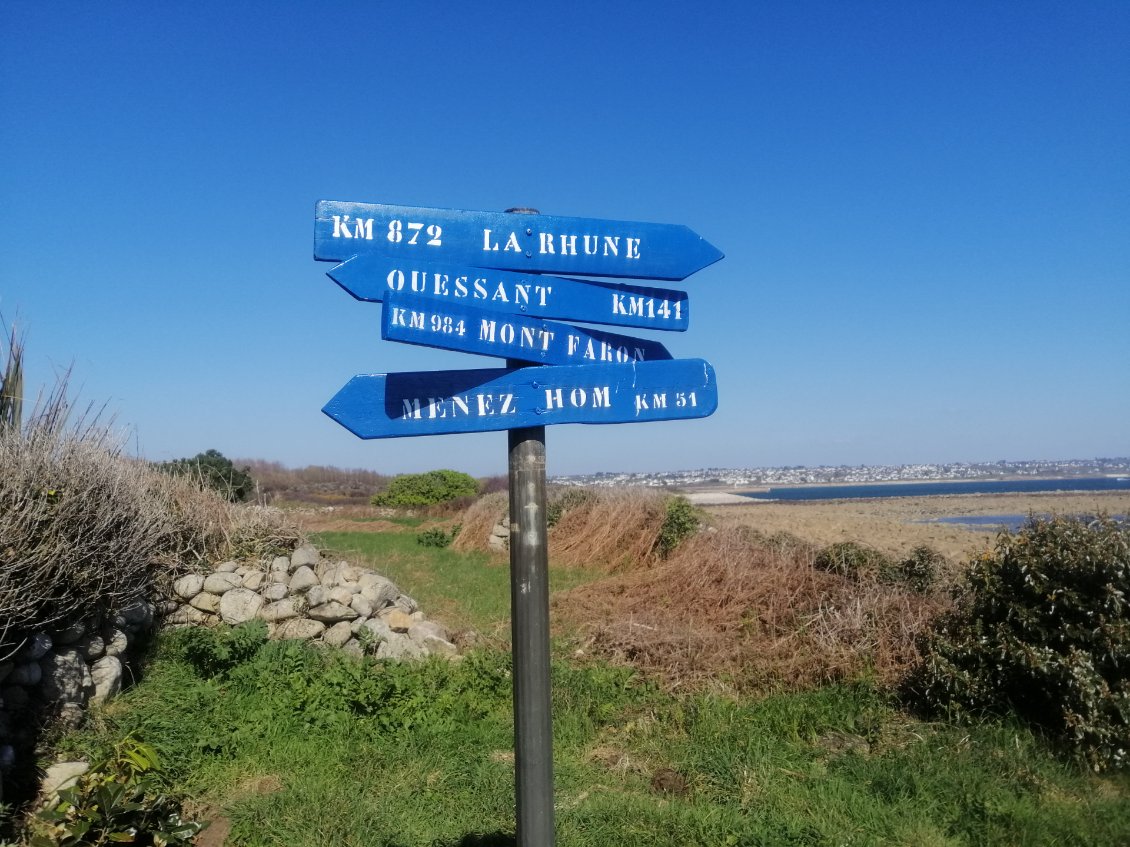 KM 872 LA RHUNE
OUESSANT KM141
KM 984 MONT FARON
MENEZ HOM KM 51